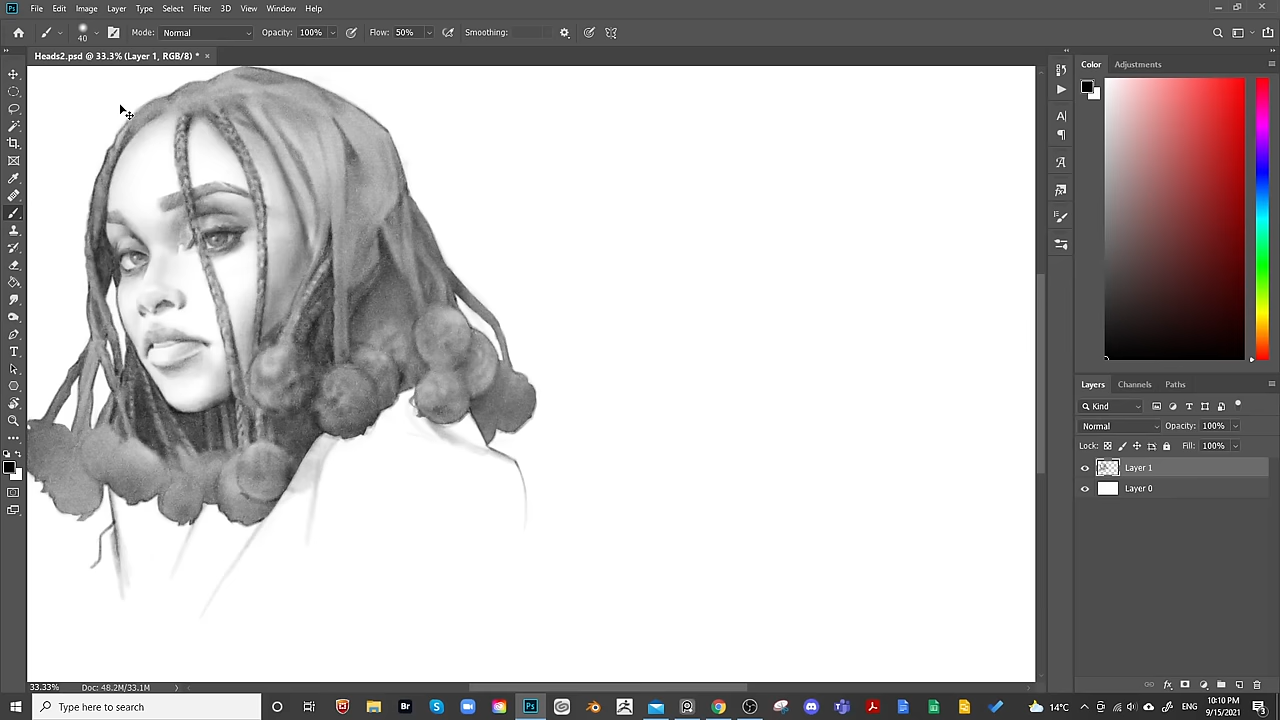 File Edit Image Layer Type Select Filter 3D View Window Help
40 Mode: Normal Opacity: 100% Flow: 50% Smoothing:
Heads2.psd @ 33.3% (Layer 1, RGB/8) * ×
Color Adjustments
Layers Channels Paths
Kind
Normal Opacity: 100%
Lock: Fill: 100%
Layer 1
Layer 0
33.33% Doc: 48.2M/33.1M
Type here to search
14°C ENG 10:10 PM
9/15/2021